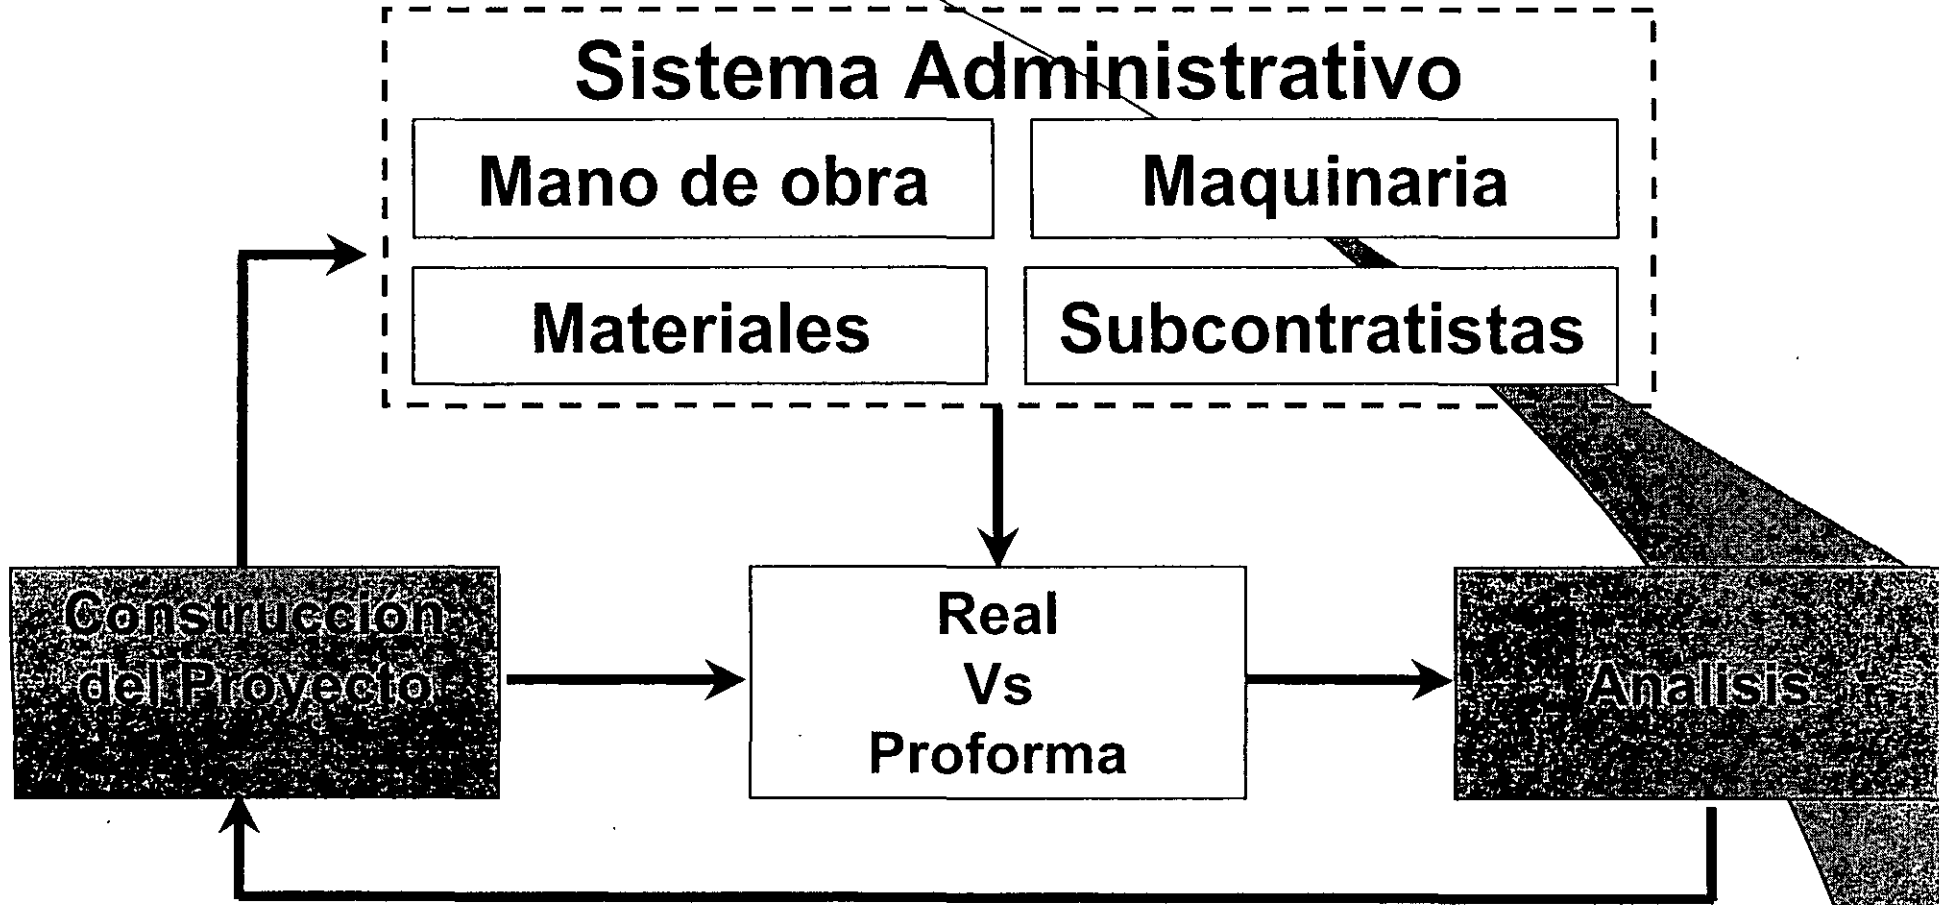 Sistema Administrativo
Mano de obra
Maquinaria
Materiales
Subcontratistas
Construcción
del Proyecto
Real
Vs
Proforma
Analisis